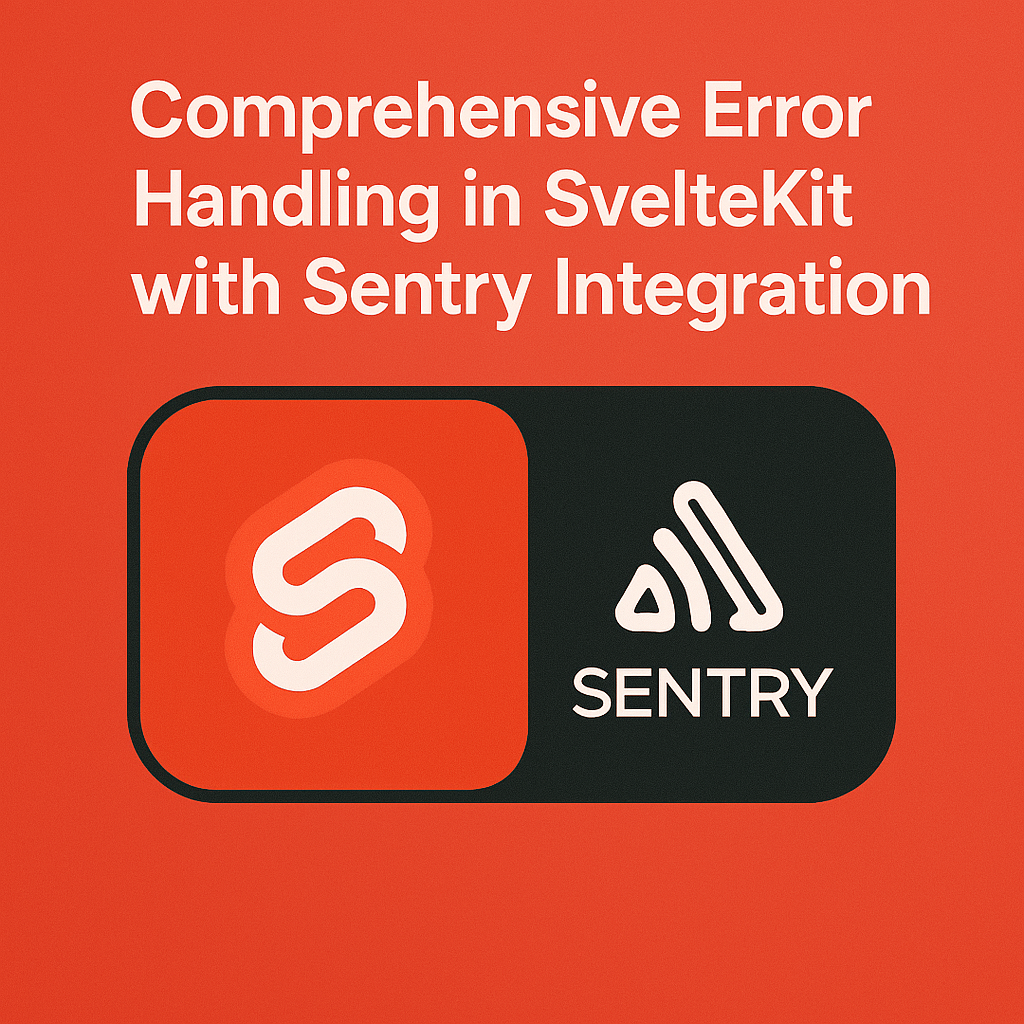 Comprehensive Error
Handling in SvelteKit
with Sentry Integration
SENTRY